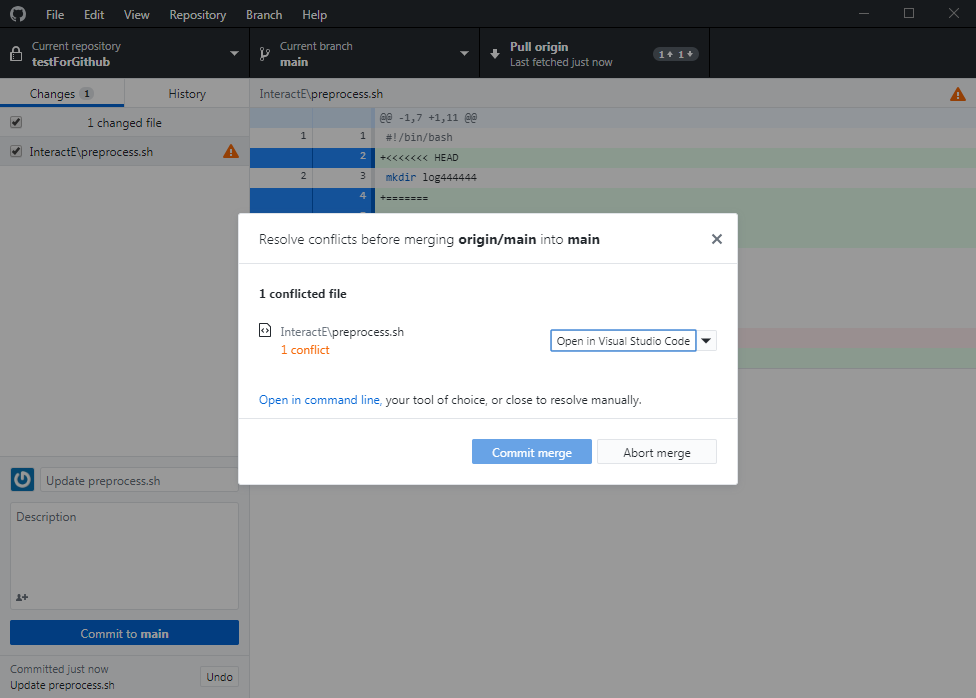 File Edit View Repository Branch Help
Current repository
testForGithub
Current branch
main
Pull origin
Last fetched just now
1 1
Changes 1 History
InteractE\preprocess.sh
1 changed file
InteractE\preprocess.sh
@@ -1,7 +1,11 @@
1 1 #!/bin/bash
2 +<<<<<<< HEAD
2 3 mkdir log444444
4 +=======
Resolve conflicts before merging origin/main into main
1 conflicted file
InteractE\preprocess.sh
1 conflict
Open in Visual Studio Code
Open in command line, your tool of choice, or close to resolve manually.
Commit merge Abort merge
Update preprocess.sh
Description
Commit to main
Committed just now
Update preprocess.sh
Undo